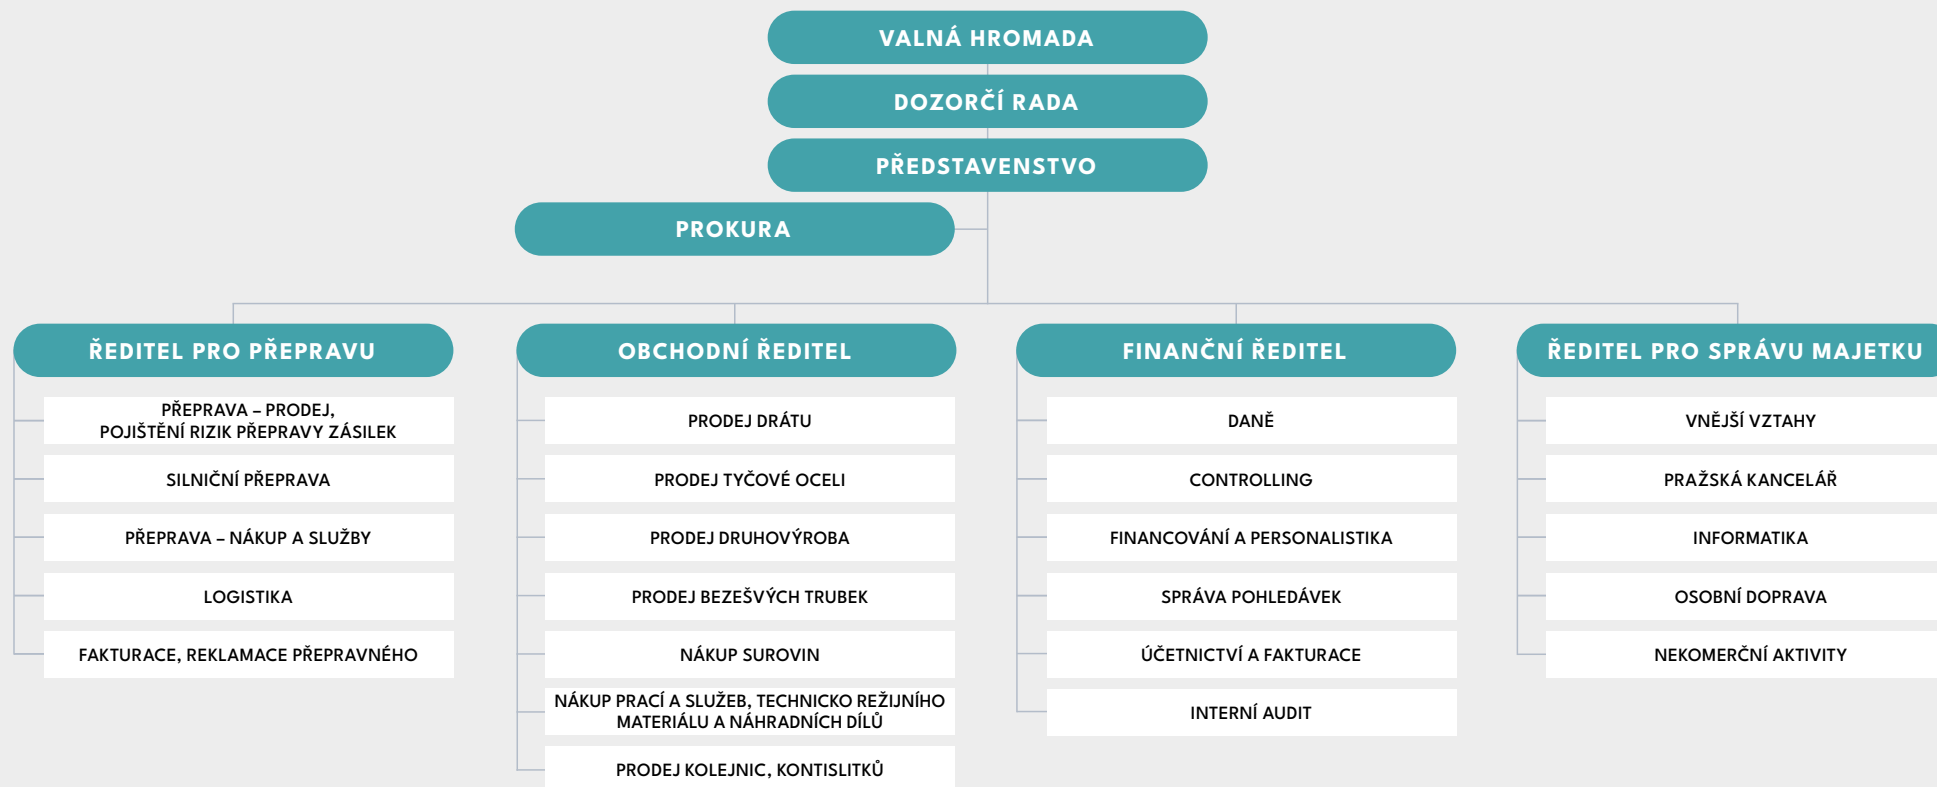 VALNÁ HROMADA
DOZORČÍ RADA
PŘEDSTAVENSTVO
PROKURA
ŘEDITEL PRO PŘEPRAVU
PŘEPRAVA – PRODEJ,
POJIŠTĚNÍ RIZIK PŘEPRAVY ZÁSILEK
SILNIČNÍ PŘEPRAVA
PŘEPRAVA – NÁKUP A SLUŽBY
LOGISTIKA
FAKTURACE, REKLAMACE PŘEPRAVNÉHO
OBCHODNÍ ŘEDITEL
PRODEJ DRÁTU
PRODEJ TYČOVÉ OCELI
PRODEJ DRUHOVÝROBA
PRODEJ BEZEŠVÝCH TRUBEK
NÁKUP SUROVIN
NÁKUP PRACÍ A SLUŽEB, TECHNICKO REŽIJNÍHO
MATERIÁLU A NÁHRADNÍCH DÍLŮ
PRODEJ KOLEJNIC, KONTISLITKŮ
FINANČNÍ ŘEDITEL
DANĚ
CONTROLLING
FINANCOVÁNÍ A PERSONALISTIKA
SPRÁVA POHLEDÁVEK
ÚČETNICTVÍ A FAKTURACE
INTERNÍ AUDIT
ŘEDITEL PRO SPRÁVU MAJETKU
VNĚJŠÍ VZTAHY
PRAŽSKÁ KANCELÁŘ
INFORMATIKA
OSOBNÍ DOPRAVA
NEKOMERČNÍ AKTIVITY